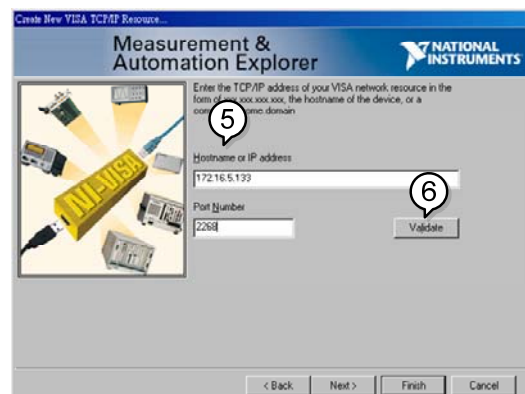 Create New VISA TCP/IP Resource...
Measurement &
Automation Explorer
NATIONAL
INSTRUMENTS
Enter the TCP/IP address of your VISA network resource in the
form of xxx.xxx.xxx.xxx, the hostname of the device, or a
5
Hostname or IP address
172.16.5.133
6
Port Number
2268
Validate
NI-VISA
< Back
Next >
Finish
Cancel